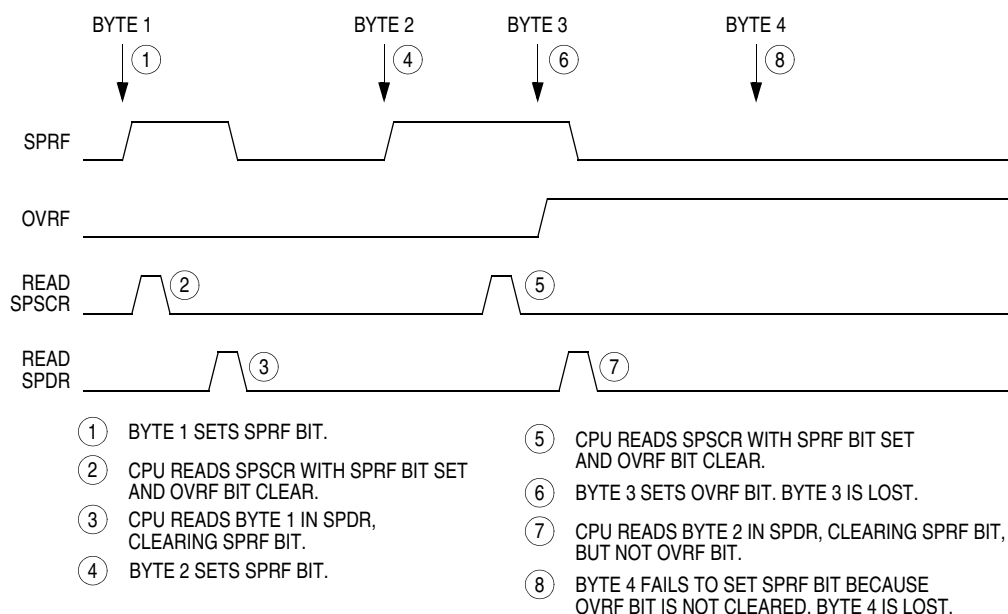 BYTE 1 BYTE 2 BYTE 3 BYTE 4
1 4 6 8
SPRF
OVRF
READ
SPSCR
2 5
READ
SPDR
3 7
1 BYTE 1 SETS SPRF BIT.
2 CPU READS SPSCR WITH SPRF BIT SET
AND OVRF BIT CLEAR.
3 CPU READS BYTE 1 IN SPDR,
CLEARING SPRF BIT.
4 BYTE 2 SETS SPRF BIT.
5 CPU READS SPSCR WITH SPRF BIT SET
AND OVRF BIT CLEAR.
6 BYTE 3 SETS OVRF BIT. BYTE 3 IS LOST.
7 CPU READS BYTE 2 IN SPDR, CLEARING SPRF BIT,
BUT NOT OVRF BIT.
8 BYTE 4 FAILS TO SET SPRF BIT BECAUSE
OVRF BIT IS NOT CLEARED. BYTE 4 IS LOST.